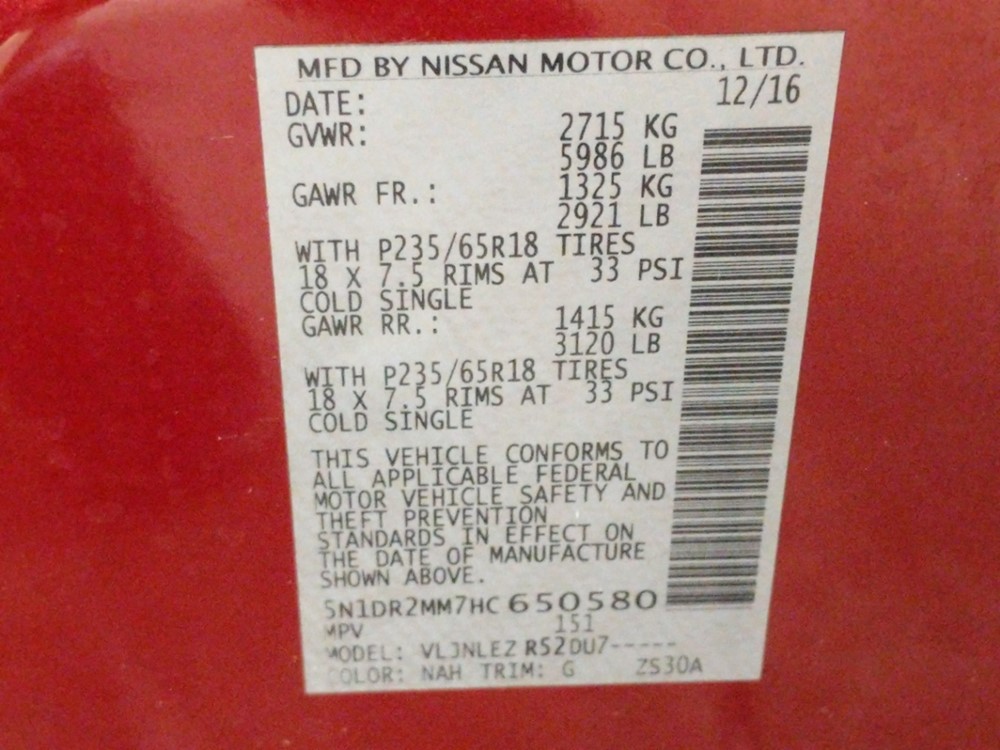 MFD BY NISSAN MOTOR CO., LTD.
DATE: 12/16
GVWR: 2715 KG
5986 LB
GAWR FR.: 1325 KG
2921 LB
WITH P235/65R18 TIRES
18 X 7.5 RIMS AT 33 PSI
COLD SINGLE
GAWR RR.: 1415 KG
3120 LB
WITH P235/65R18 TIRES
18 X 7.5 RIMS AT 33 PSI
COLD SINGLE
THIS VEHICLE CONFORMS TO
ALL APPLICABLE FEDERAL
MOTOR VEHICLE SAFETY AND
THEFT PREVENTION
STANDARDS IN EFFECT ON
THE DATE OF MANUFACTURE
SHOWN ABOVE.
5N1DR2MM7HC650580
MPV 151
MODEL: VLJNLEZ R52DU7-----
COLOR: NAH TRIM: G ZS30A